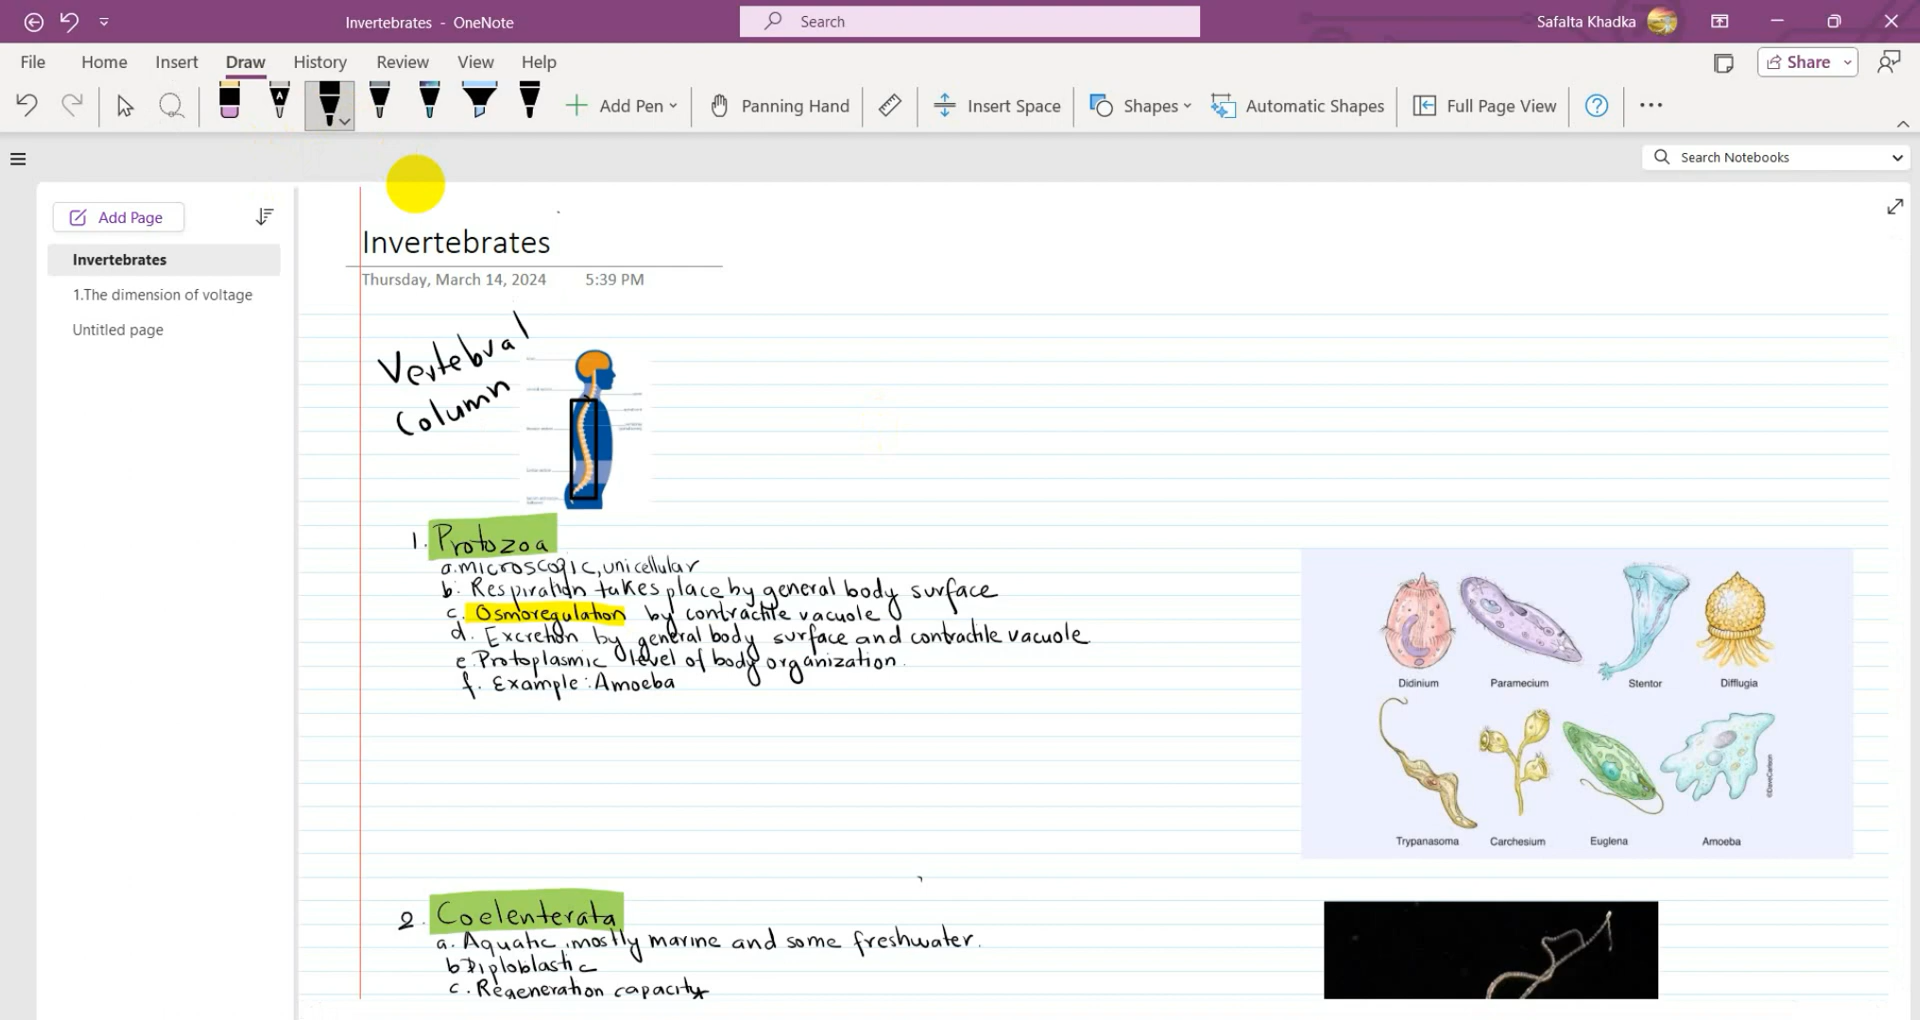 Invertebrates - OneNote
Search
Safalta Khadka
File Home Insert Draw History Review View Help
Share
A
Add Pen
Panning Hand
Insert Space
Shapes
Automatic Shapes
Full Page View
Search Notebooks
Add Page
Invertebrates
1.The dimension of voltage
Untitled page
Invertebrates
Thursday, March 14, 2024 5:39 PM
Vertebral
Column
1. Protozoa
a. microscopic, unicellular
b. Respiration takes place by general body surface
c. Osmoregulation by contractile vacuole
d. Excretion by general body surface and contractile vacuole
e. Protoplasmic level of body organization.
f. Example: Amoeba
Didinium Paramecium Stentor Difflugia
Trypanasoma Carchesium Euglena Amoeba
©DaveCarlson
2. Coelenterata
a. Aquatic, mostly marine and some freshwater.
b. Diploblastic
c. Regeneration capacity